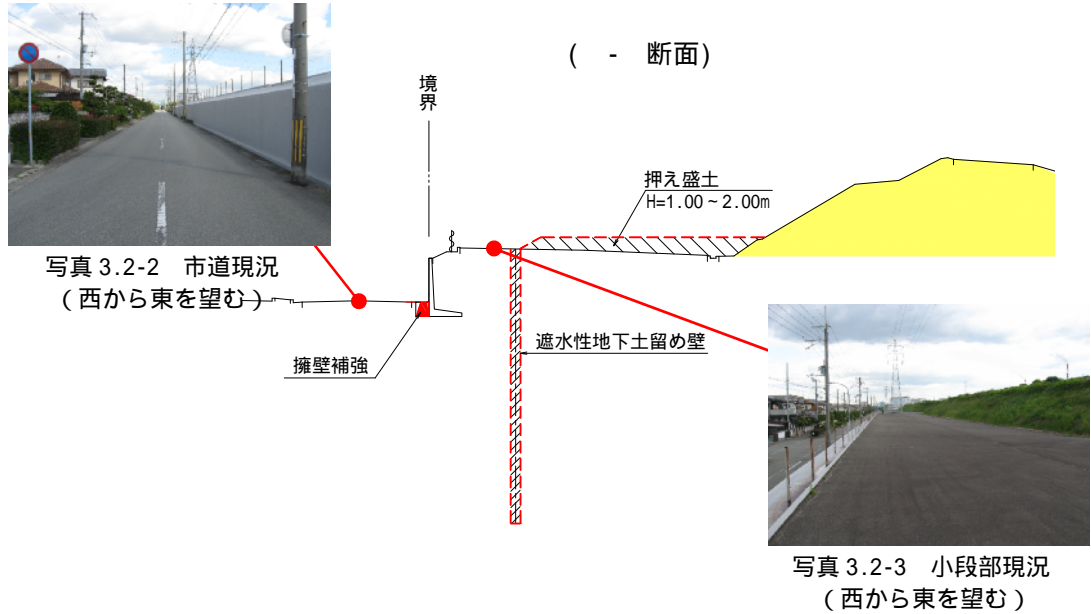 ( - 断面)
境界
押え盛土
H=1.00～2.00m
写真 3.2-2 市道現況
（西から東を望む）
擁壁補強
遮水性地下土留め壁
写真 3.2-3 小段部現況
（西から東を望む）